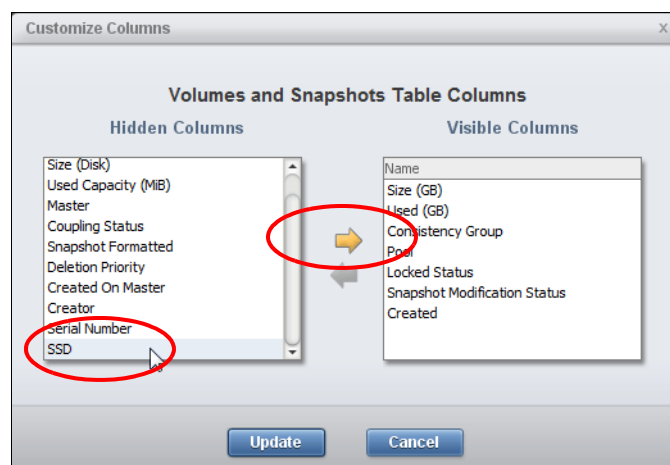 Customize Columns
x
Volumes and Snapshots Table Columns
Hidden Columns
Visible Columns
Size (Disk)
Used Capacity (MiB)
Master
Coupling Status
Snapshot Formatted
Deletion Priority
Created On Master
Creator
Serial Number
SSD
Name
Size (GB)
Used (GB)
Consistency Group
Pool
Locked Status
Snapshot Modification Status
Created
Update
Cancel